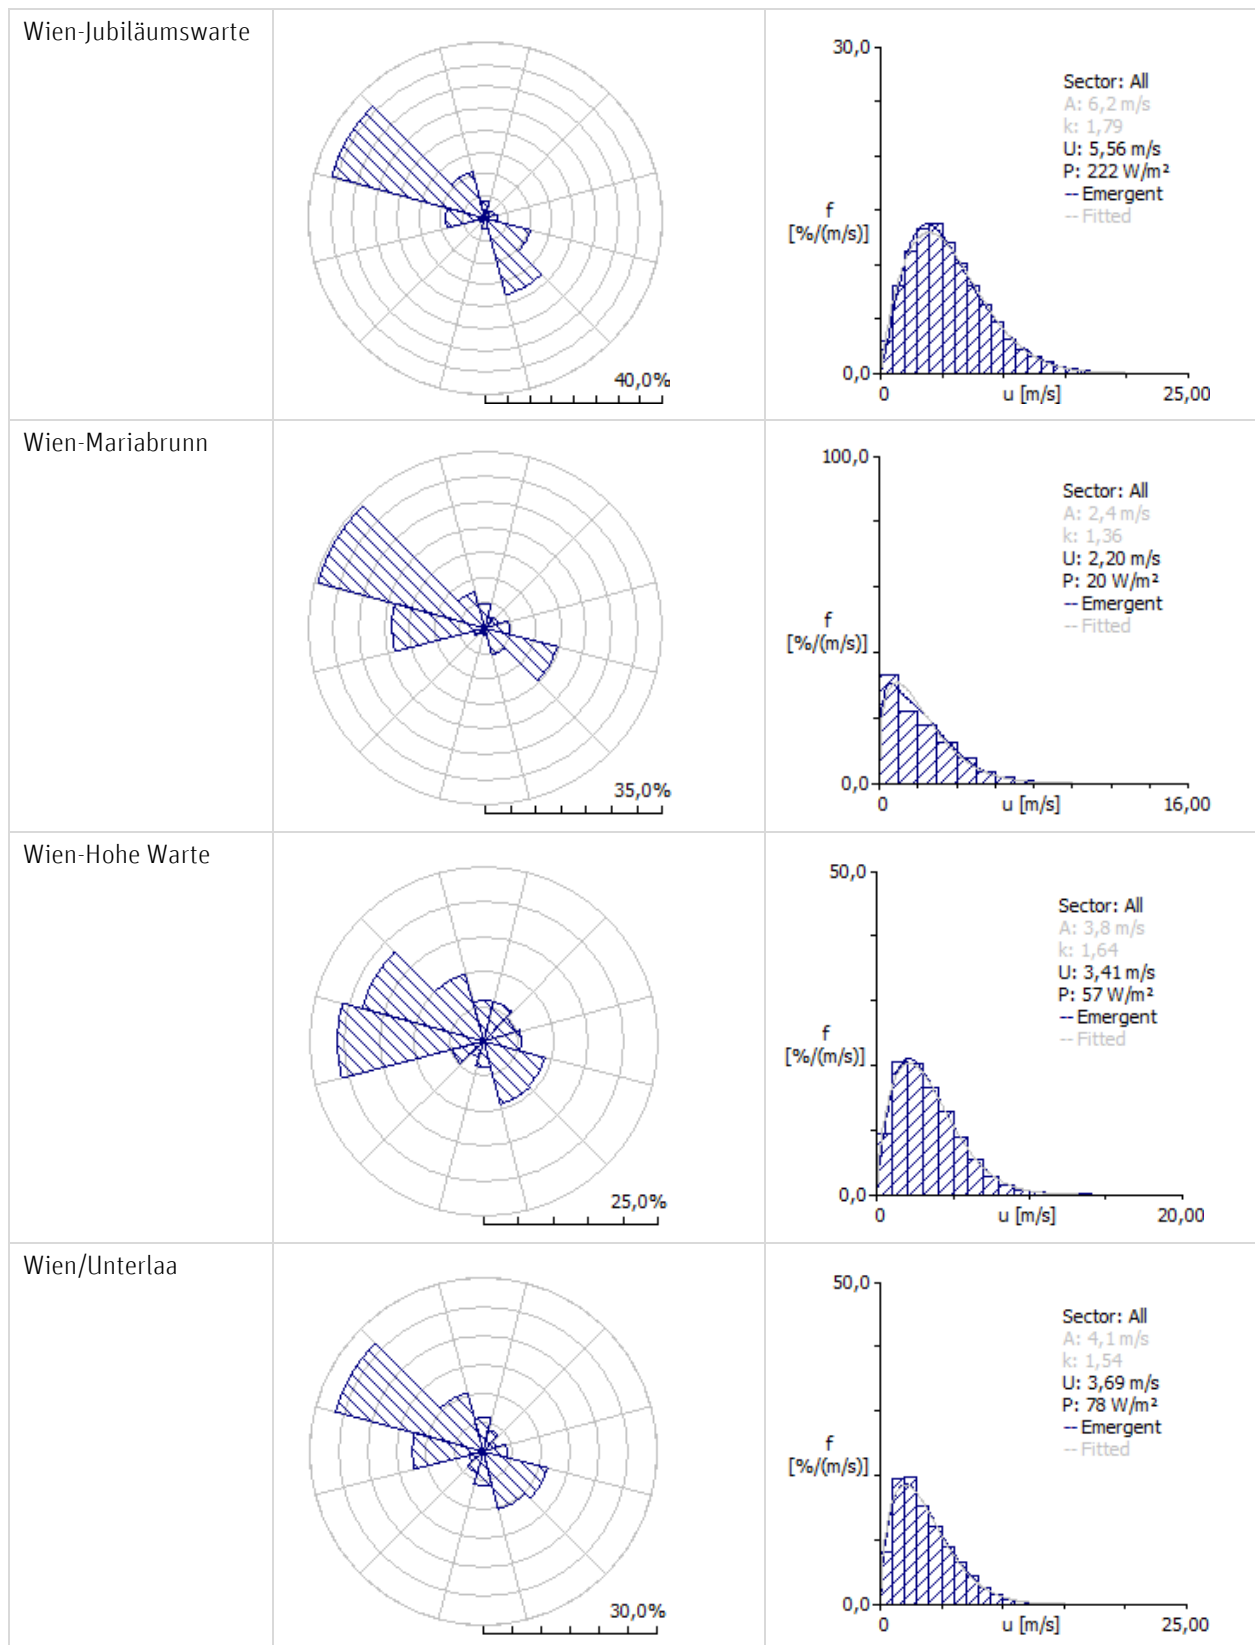 Wien-Jubiläumswarte
40,0%
30,0
Sector: All
A: 6,2 m/s
k: 1,79
U: 5,56 m/s
P: 222 W/m²
-- Emergent
-- Fitted
f
[%/(m/s)]
0,0
0
u [m/s]
25,00
Wien-Mariabrunn
35,0%
100,0
Sector: All
A: 2,4 m/s
k: 1,36
U: 2,20 m/s
P: 20 W/m²
-- Emergent
-- Fitted
f
[%/(m/s)]
0,0
0
u [m/s]
16,00
Wien-Hohe Warte
25,0%
50,0
Sector: All
A: 3,8 m/s
k: 1,64
U: 3,41 m/s
P: 57 W/m²
-- Emergent
-- Fitted
f
[%/(m/s)]
0,0
0
u [m/s]
20,00
Wien/Unterlaa
30,0%
50,0
Sector: All
A: 4,1 m/s
k: 1,54
U: 3,69 m/s
P: 78 W/m²
-- Emergent
-- Fitted
f
[%/(m/s)]
0,0
0
u [m/s]
25,00